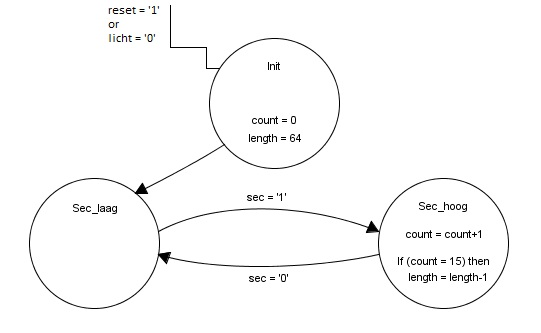 reset = '1'
or
licht = '0'
Init
count = 0
length = 64
Sec_laag
sec = '1'
sec = '0'
Sec_hoog
count = count+1
If (count = 15) then
length = length-1